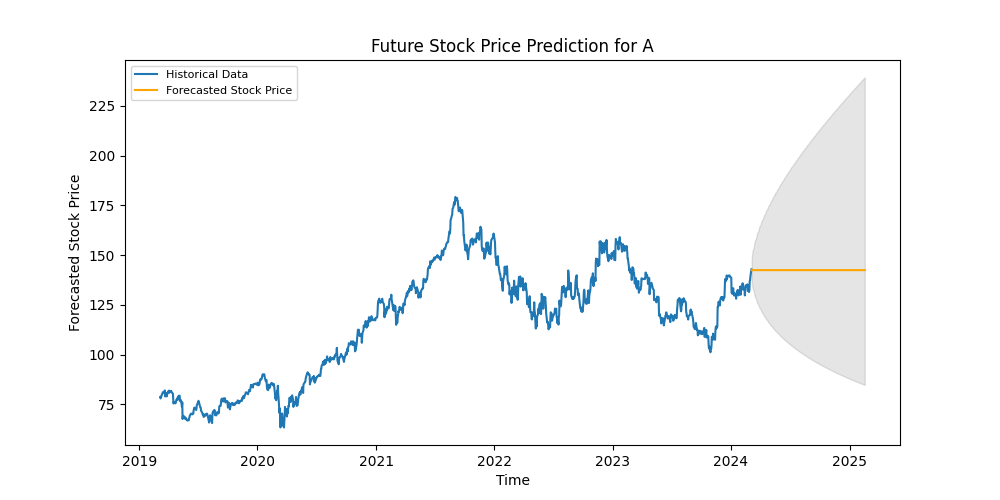 Future Stock Price Prediction for A
Historical Data
Forecasted Stock Price
225
200
175
150
125
100
75
Forecasted Stock Price
2019 2020 2021 2022 2023 2024 2025
Time